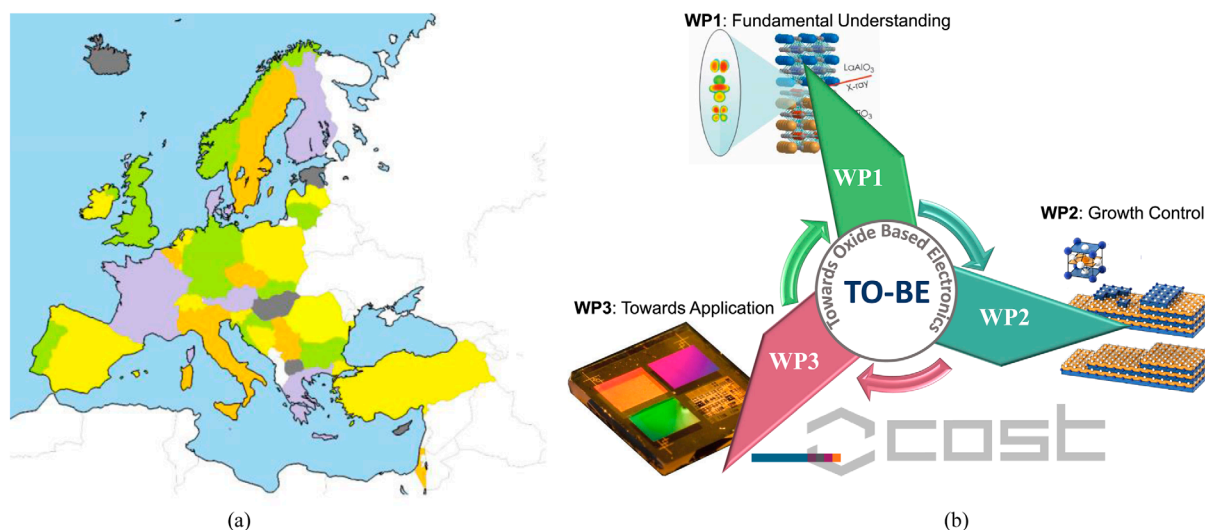 WP1: Fundamental Understanding
LaAlO₃
X-ray
WP1
WP2: Growth Control
Towards Oxide Based Electronics
TO-BE
WP3: Towards Application
WP2
WP3
cost
(a)
(b)